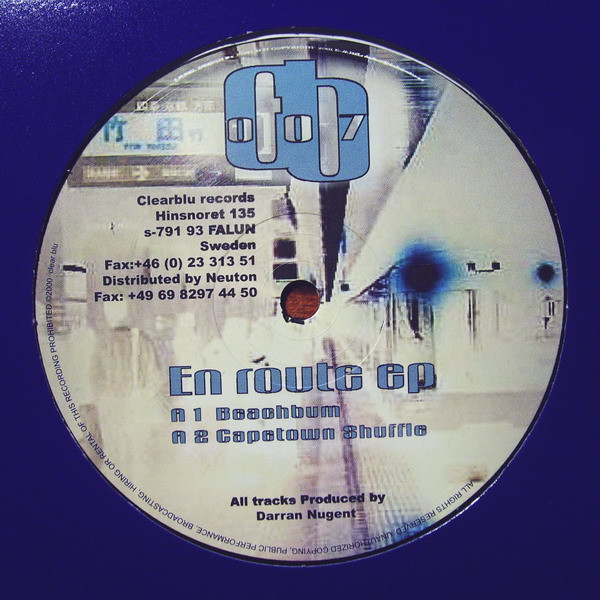 007
竹田
Clearblu records
Hinsnoret 135
s-791 93 FALUN
Sweden
Fax:+46 (0) 23 313 51
Distributed by Neuton
Fax: +49 69 8297 44 50
En route ep
A 1 Beachbum
A 2 Capetown Shuffle
All tracks Produced by
Darran Nugent
ALL RIGHTS RESERVED. UNAUTHORIZED COPYING, PUBLIC PERFORMANCE, BROADCASTING, HIRING OR RENTAL OF THIS RECORDING PROHIBITED ©2000 clear blu